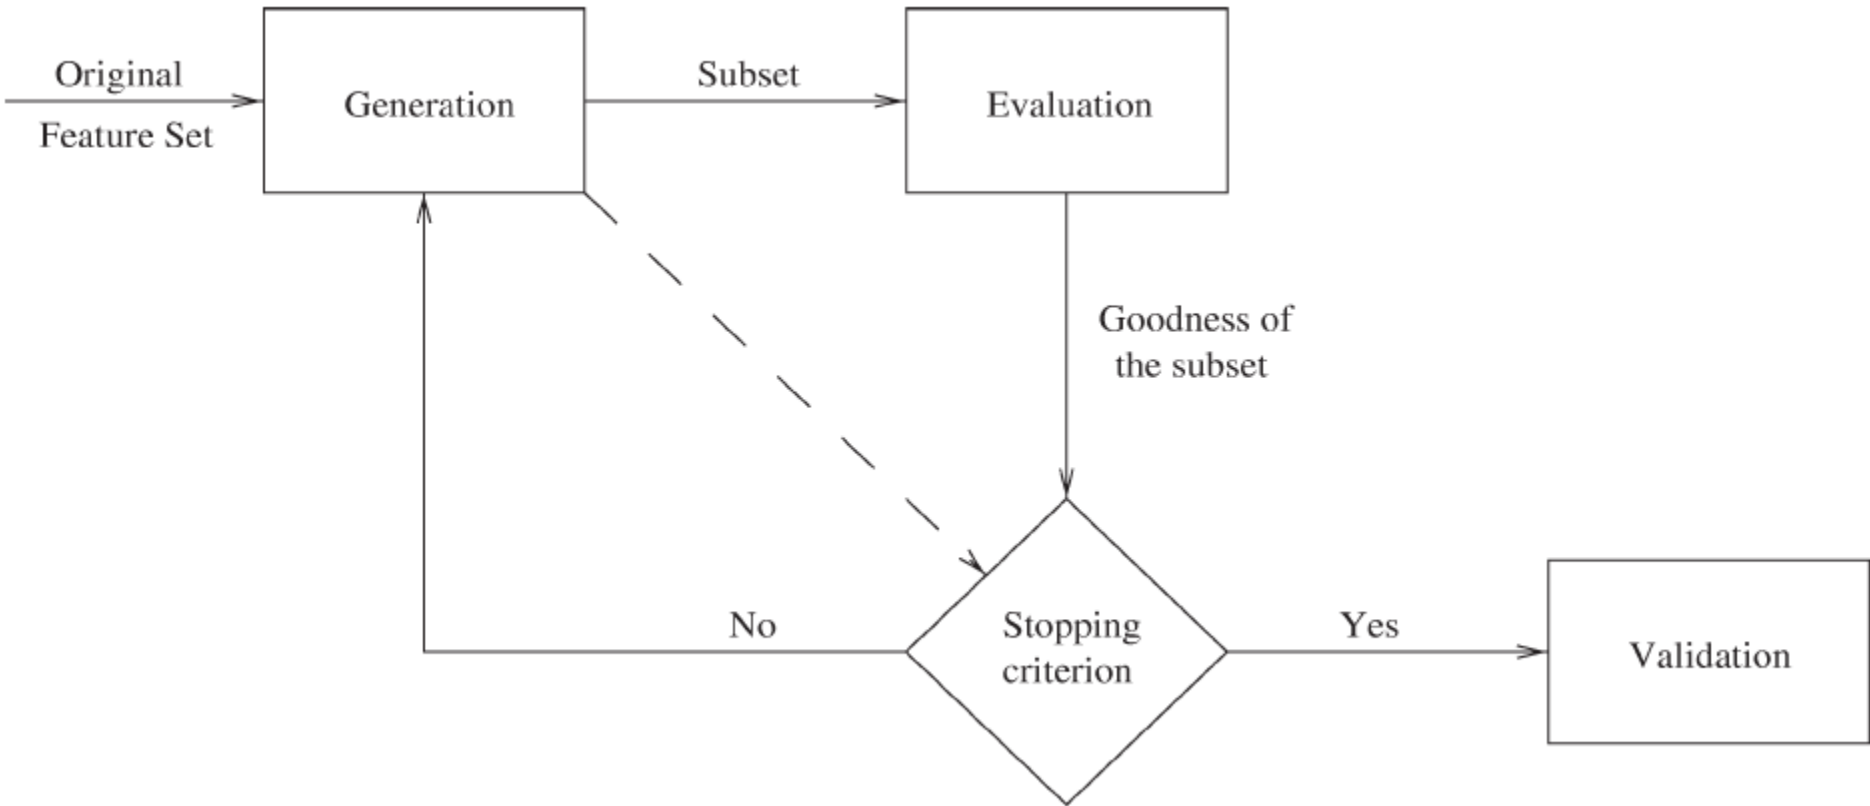 Original
Feature Set
Generation
Subset
Evaluation
Goodness of
the subset
No
Stopping
criterion
Yes
Validation